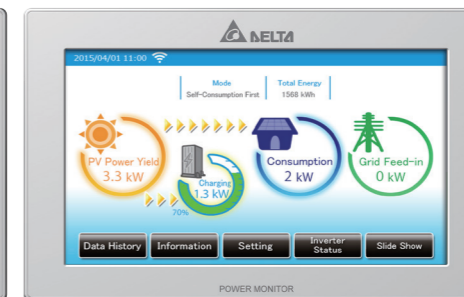 DELTA
2015/04/01 11:00
Mode
Self-Consumption First
Total Energy
1568 kWh
PV Power Yield
3.3 kW
Charging
1.3 kW
70%
Consumption
2 kW
Grid Feed-in
0 kW
Data History
Information
Setting
Inverter
Status
Slide Show
POWER MONITOR